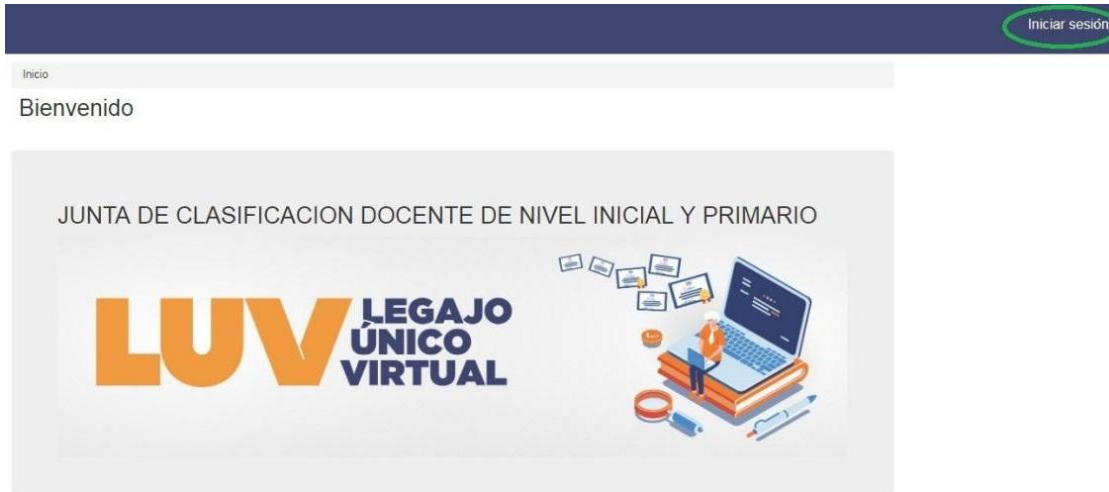 Iniciar sesión
Inicio
Bienvenido
JUNTA DE CLASIFICACION DOCENTE DE NIVEL INICIAL Y PRIMARIO
LUV LEGAJO
ÚNICO
VIRTUAL